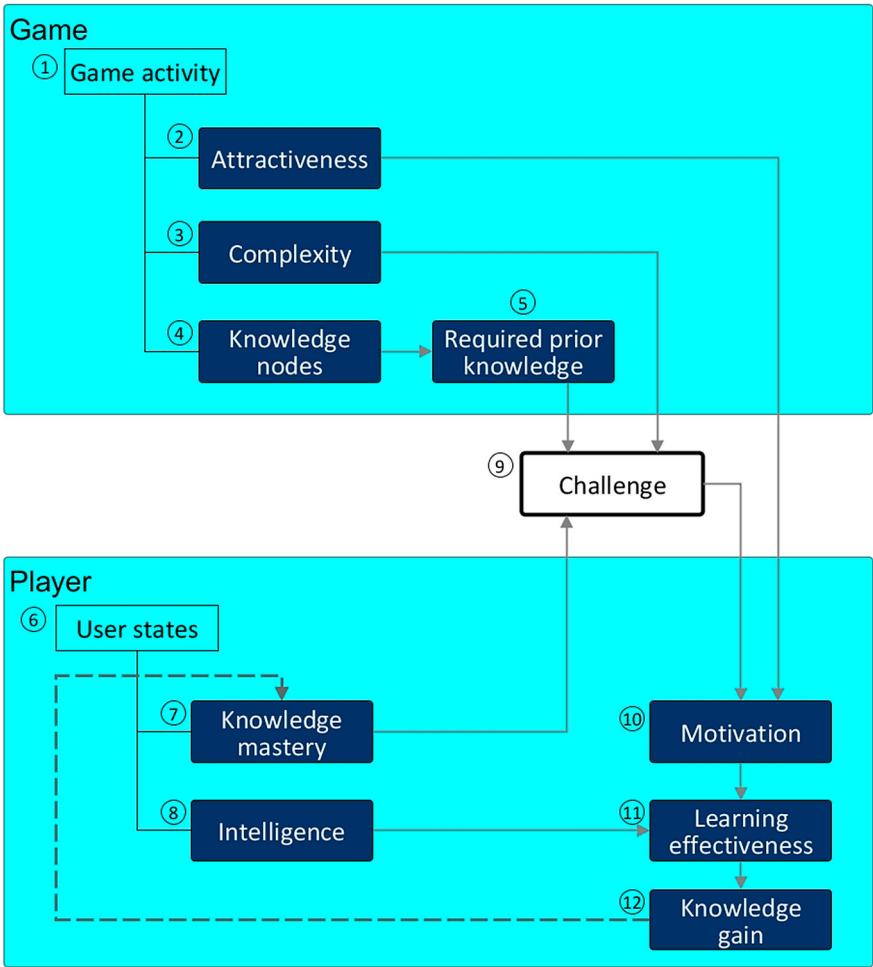 Game
① Game activity
② Attractiveness
③ Complexity
⑤
④ Knowledge
nodes
Required prior
knowledge
⑨ Challenge
Player
⑥ User states
⑦ Knowledge
mastery
⑩ Motivation
⑧ Intelligence
⑪ Learning
effectiveness
⑫ Knowledge
gain